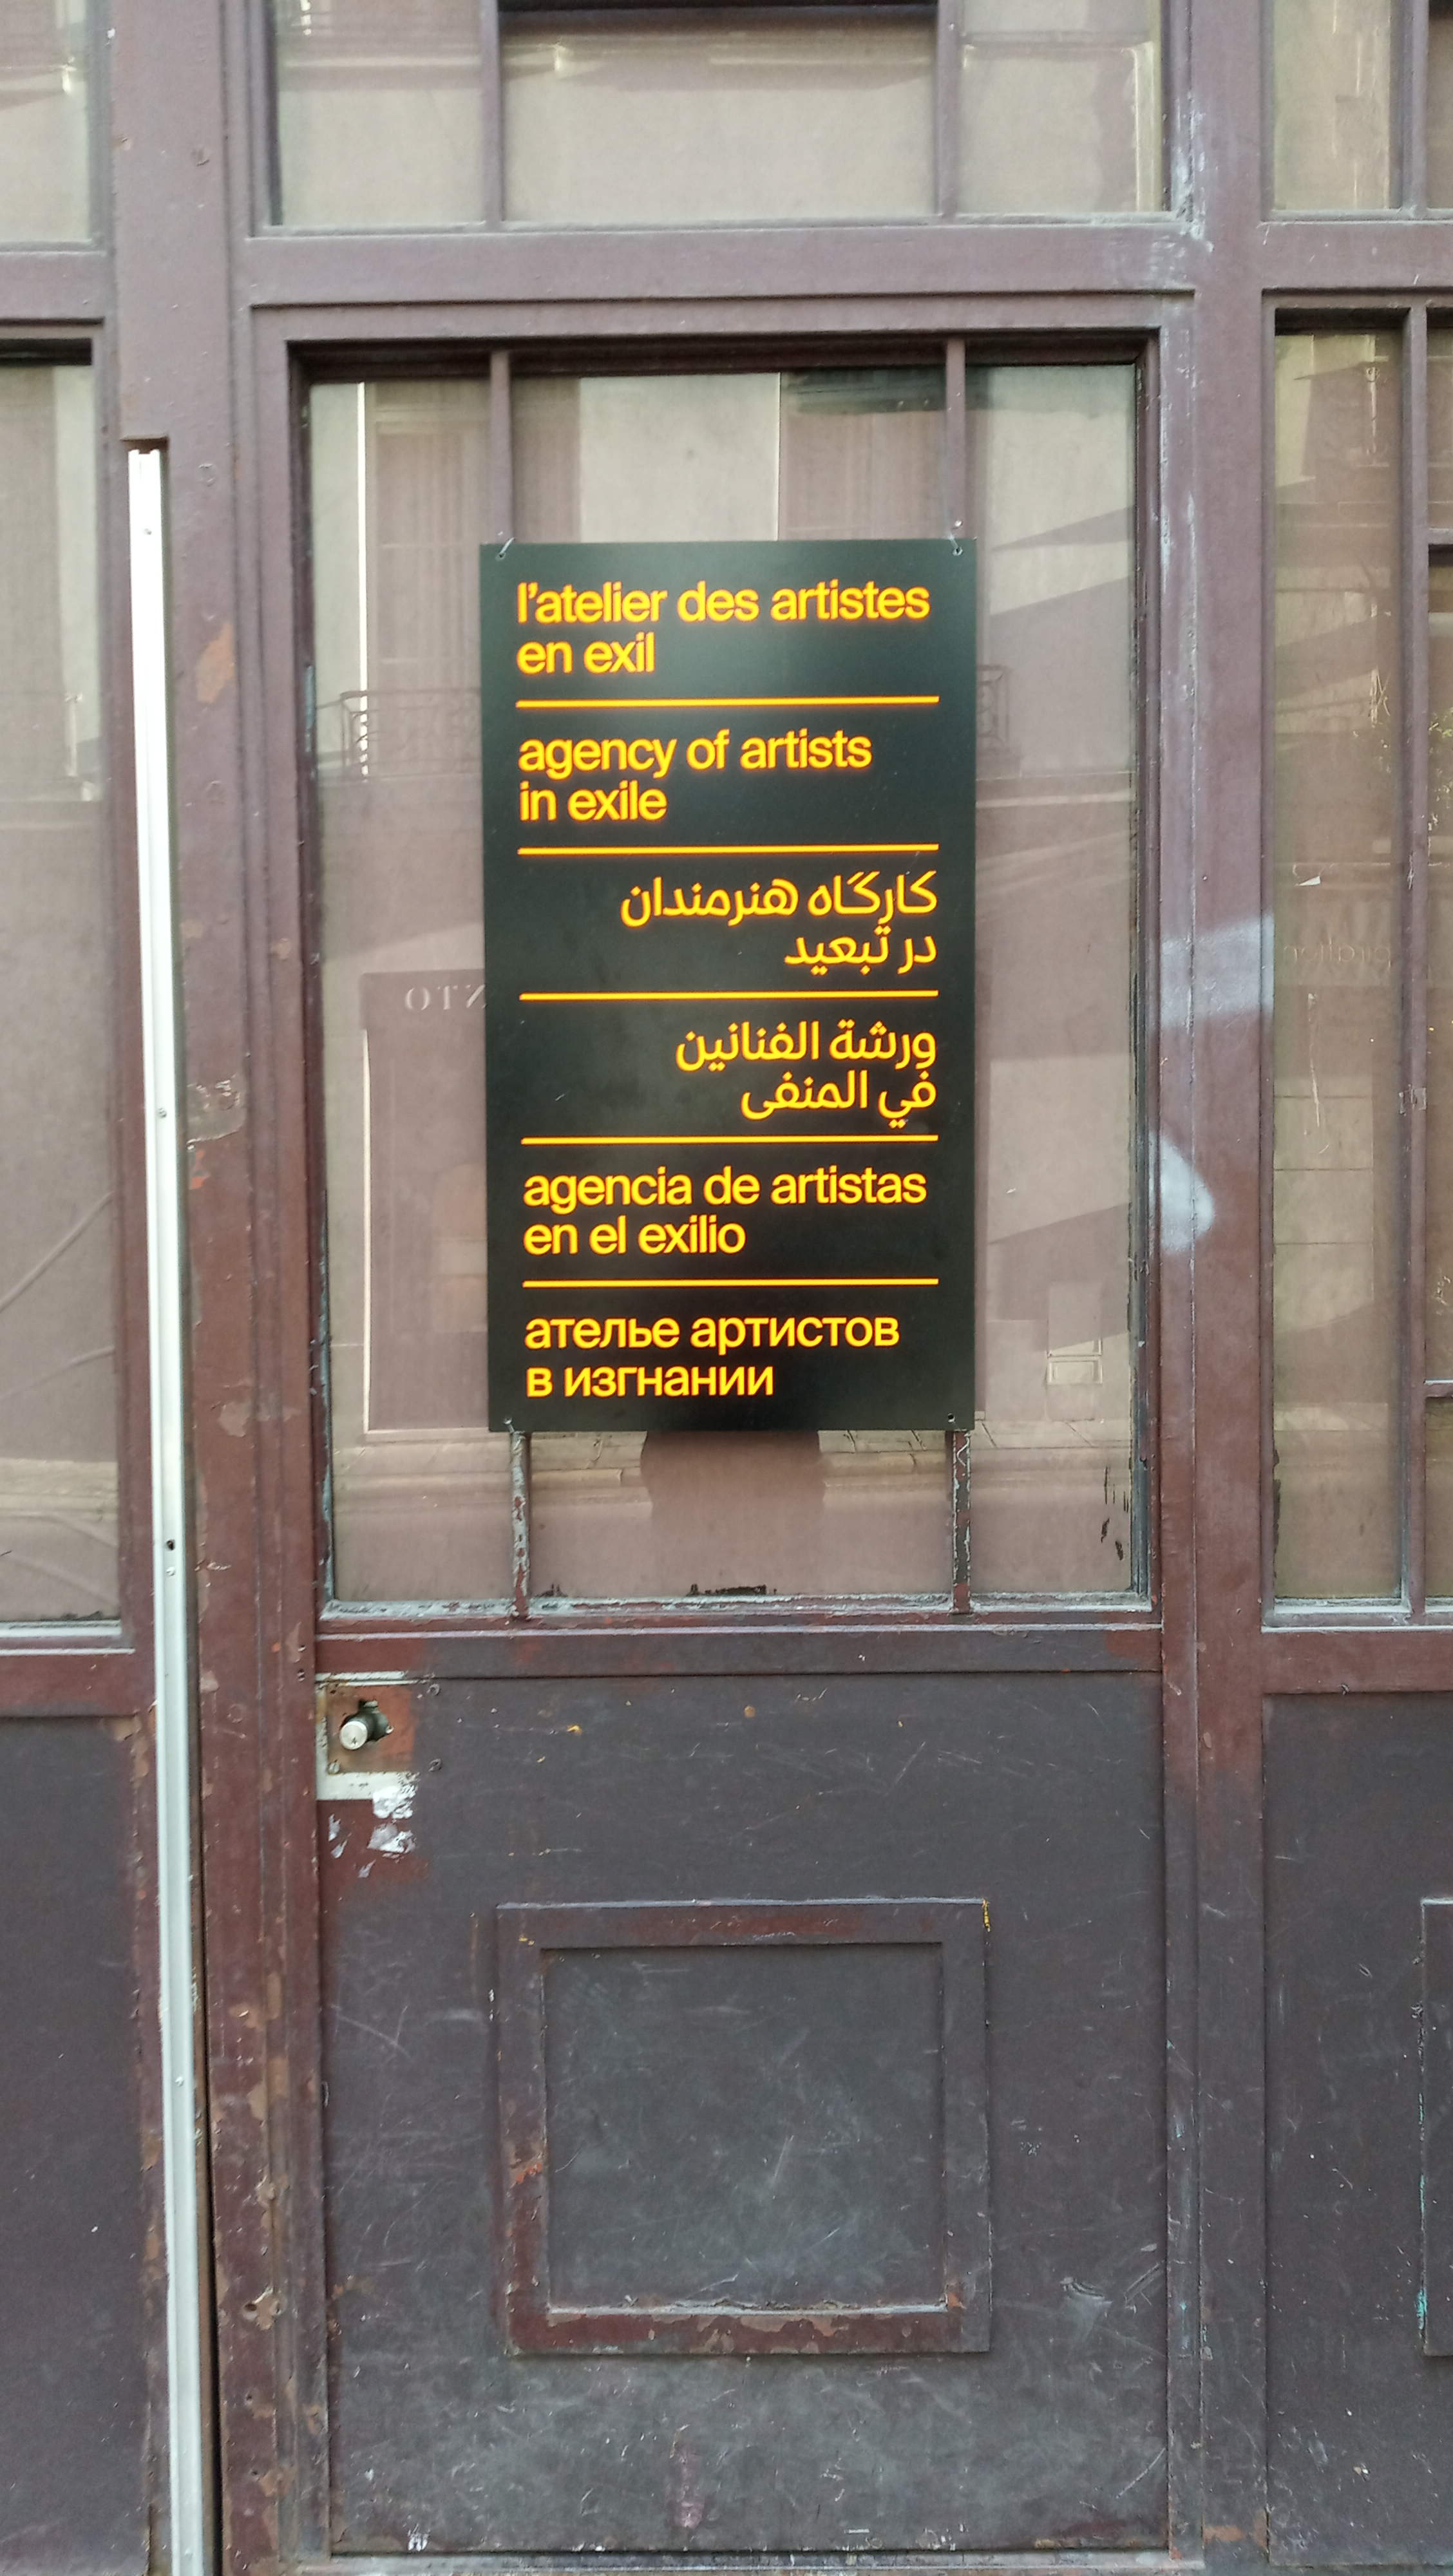 l'atelier des artistes
en exil
agency of artists
in exile
کارگاه هنرمندان
در تبعید
ورشة الفنانين
في المنفى
agencia de artistas
en el exilio
ателье артистов
в изгнании